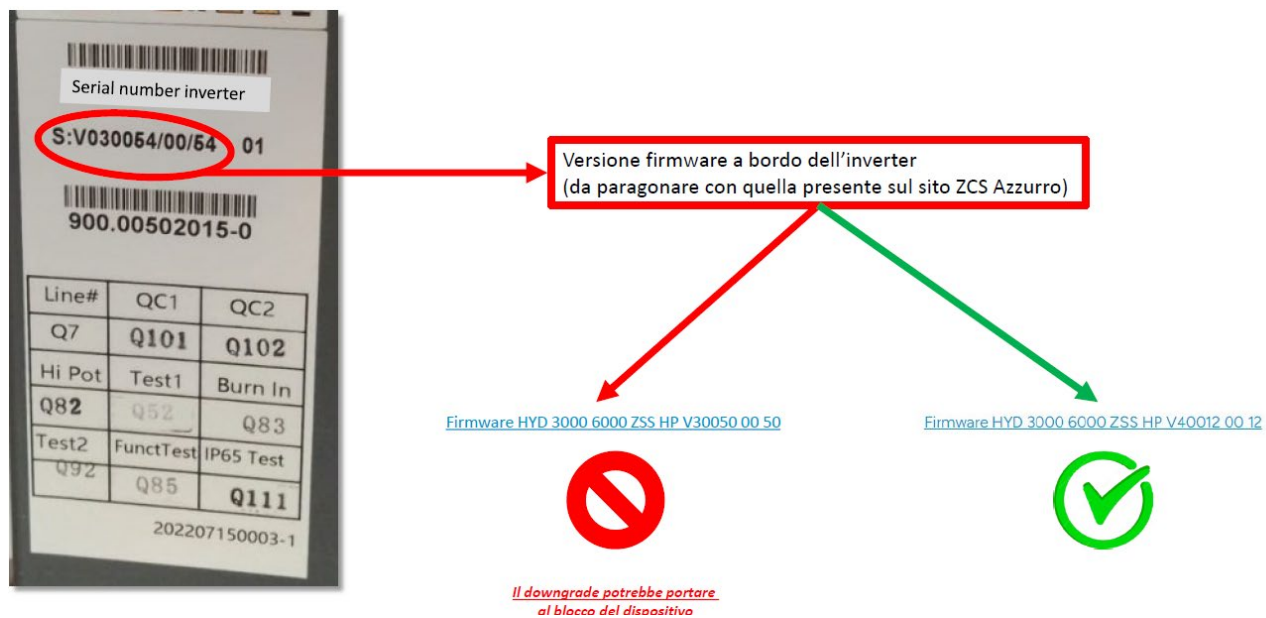 Serial number inverter
S:V030054/00/54 01
900.00502015-0
Line# QC1 QC2
Q7 Q101 Q102
Hi Pot Test1 Burn In
Q82 Q52 Q83
Test2 FunctTest IP65 Test
Q92 Q85 Q111
202207150003-1
Versione firmware a bordo dell'inverter
(da paragonare con quella presente sul sito ZCS Azzurro)
Firmware HYD 3000 6000 ZSS HP V30050 00 50
Firmware HYD 3000 6000 ZSS HP V40012 00 12
Il downgrade potrebbe portare
al blocco del dispositivo